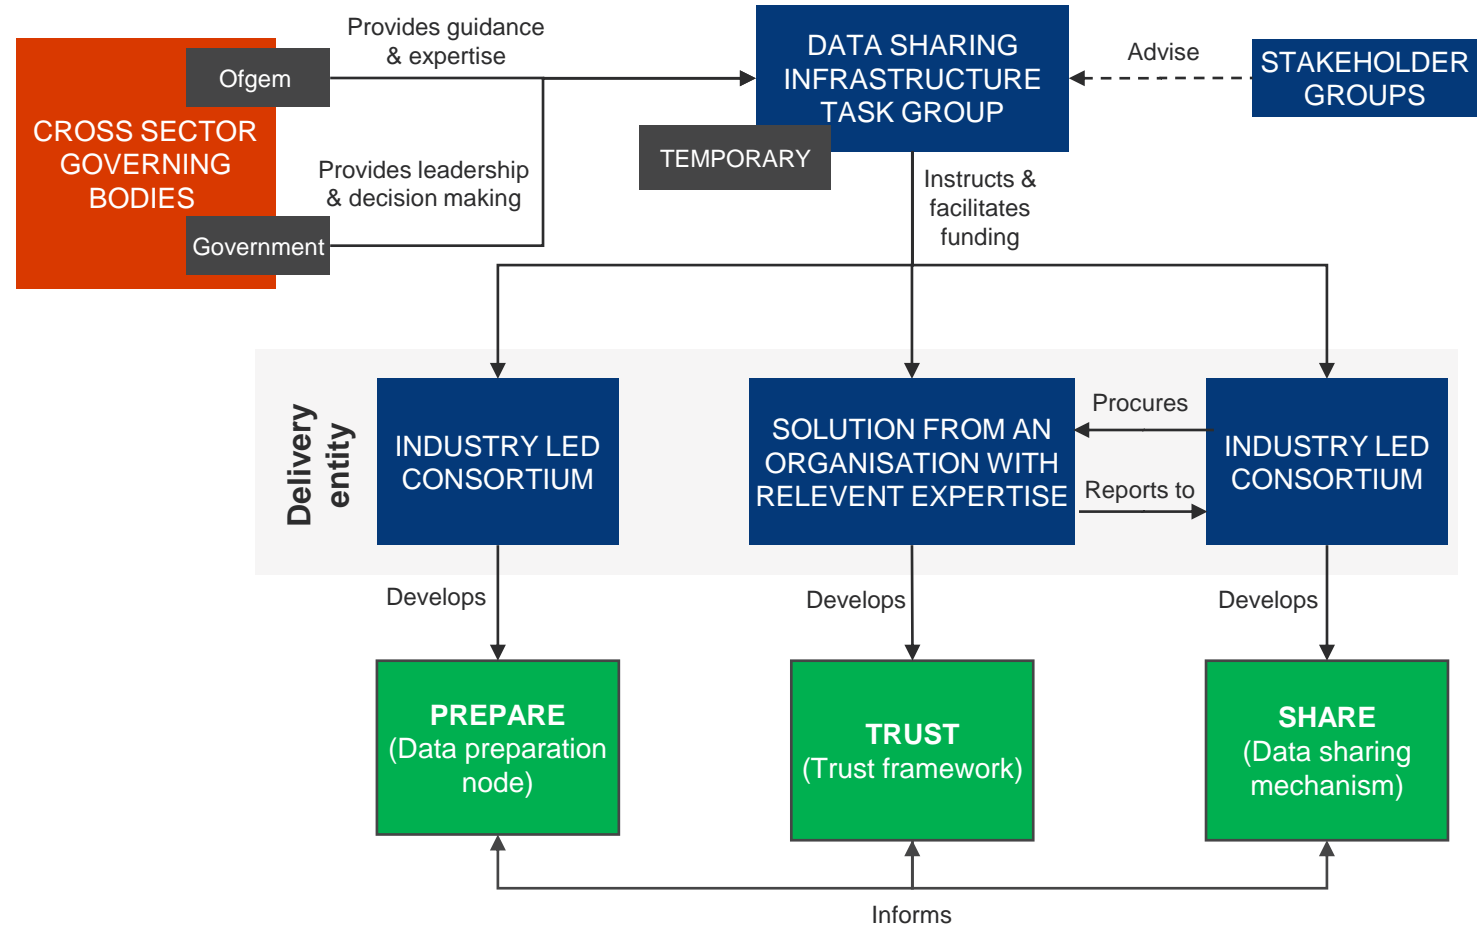 Provides guidance
& expertise
Ofgem
CROSS SECTOR
GOVERNING
BODIES
Provides leadership
& decision making
Government
DATA SHARING
INFRASTRUCTURE
TASK GROUP
TEMPORARY
Advise
STAKEHOLDER
GROUPS
Instructs &
facilitates
funding
Delivery
entity
INDUSTRY LED
CONSORTIUM
SOLUTION FROM AN
ORGANISATION WITH
RELEVENT EXPERTISE
Procures
Reports to
INDUSTRY LED
CONSORTIUM
Develops
Develops
Develops
PREPARE
(Data preparation
node)
TRUST
(Trust framework)
SHARE
(Data sharing
mechanism)
Informs